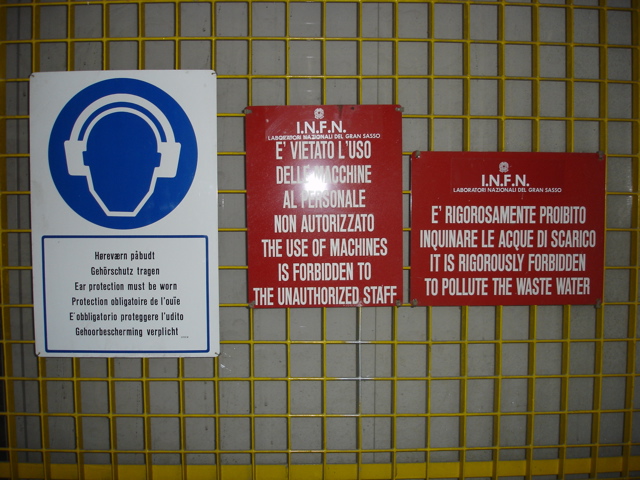 Høreværn påbudt
Gehörschutz tragen
Ear protection must be worn
Protection obligatoire de l'ouïe
E'obbligatorio proteggere l'udito
Gehoorbescherming verplicht
I.N.F.N.
LABORATORI NAZIONALI DEL GRAN SASSO
E' VIETATO L'USO
DELLE MACCHINE
AL PERSONALE
NON AUTORIZZATO
THE USE OF MACHINES
IS FORBIDDEN TO
THE UNAUTHORIZED STAFF
I.N.F.N.
LABORATORI NAZIONALI DEL GRAN SASSO
E' RIGOROSAMENTE PROIBITO
INQUINARE LE ACQUE DI SCARICO
IT IS RIGOROUSLY FORBIDDEN
TO POLLUTE THE WASTE WATER